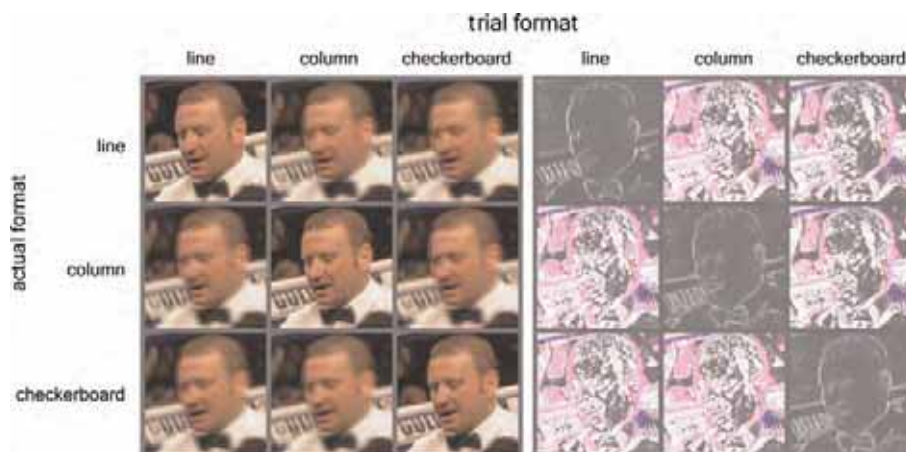 trial format
line column checkerboard line column checkerboard
actual format
line
column
checkerboard